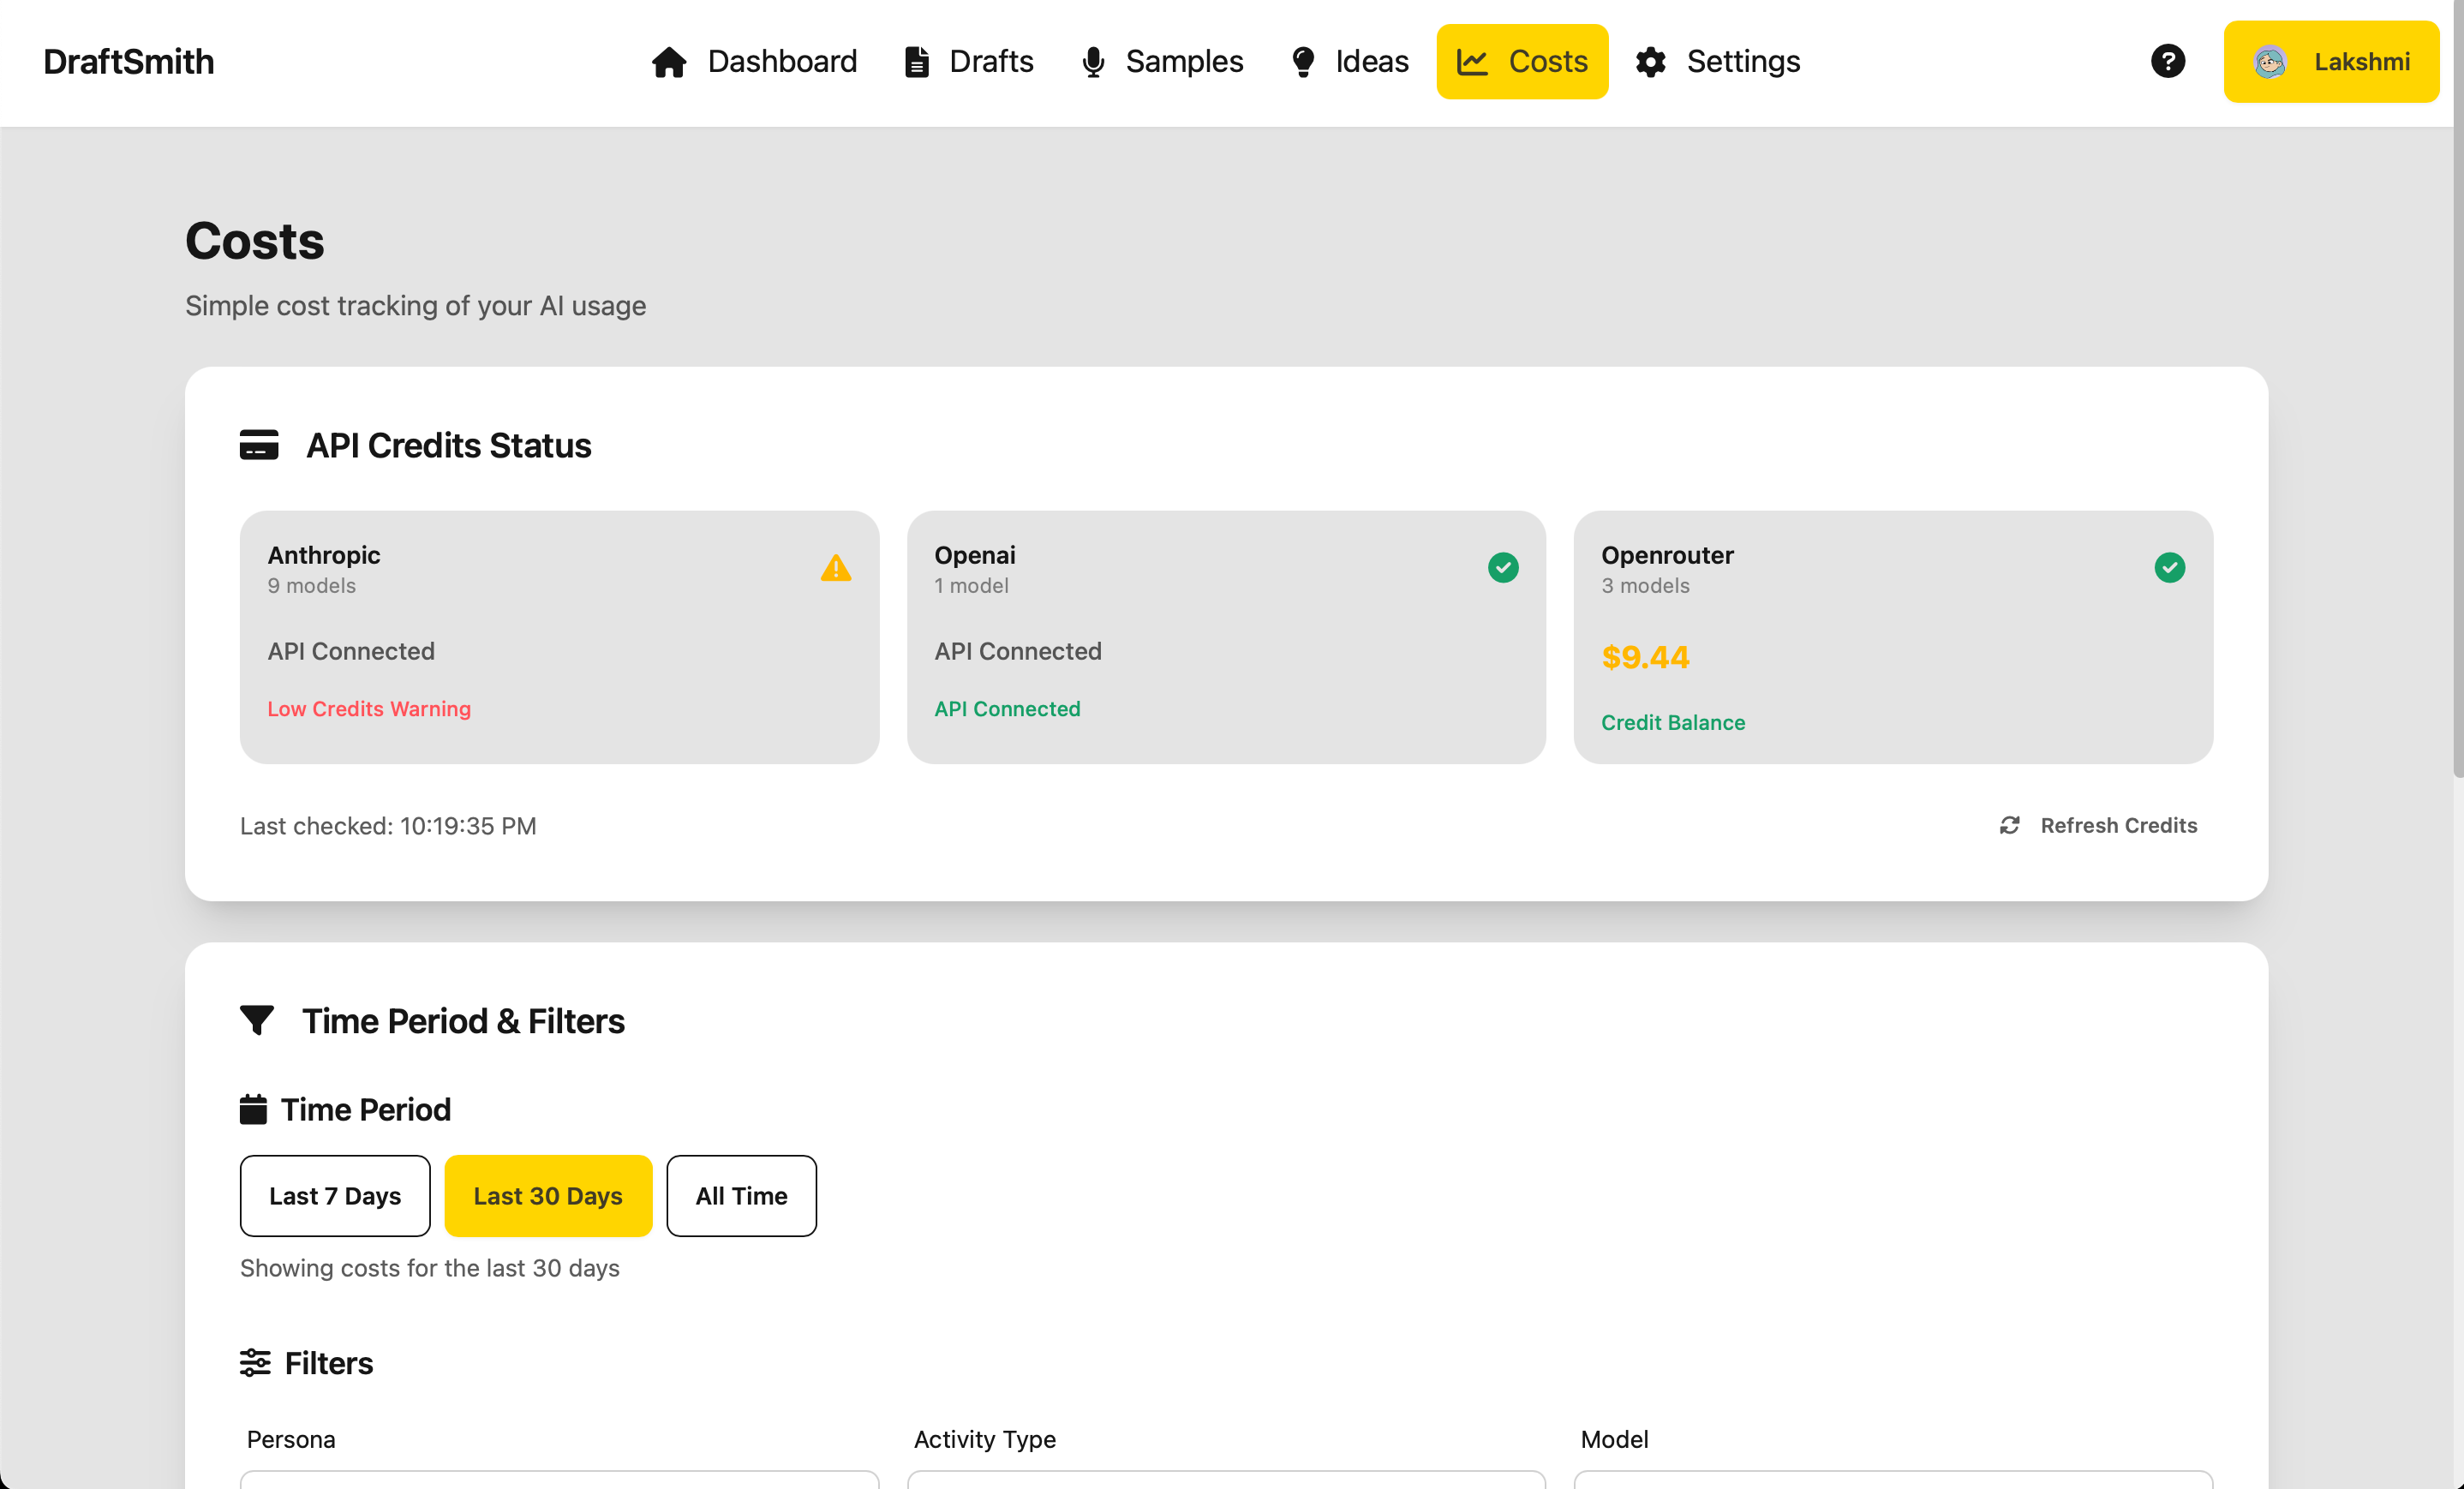 DraftSmith
Dashboard
Drafts
Samples
Ideas
Costs
Settings
?
Lakshmi
Costs
Simple cost tracking of your AI usage
API Credits Status
Anthropic
9 models
API Connected
Low Credits Warning
Openai
1 model
API Connected
API Connected
Openrouter
3 models
$9.44
Credit Balance
Last checked: 10:19:35 PM
Refresh Credits
Time Period & Filters
Time Period
Last 7 Days
Last 30 Days
All Time
Showing costs for the last 30 days
Filters
Persona
Activity Type
Model